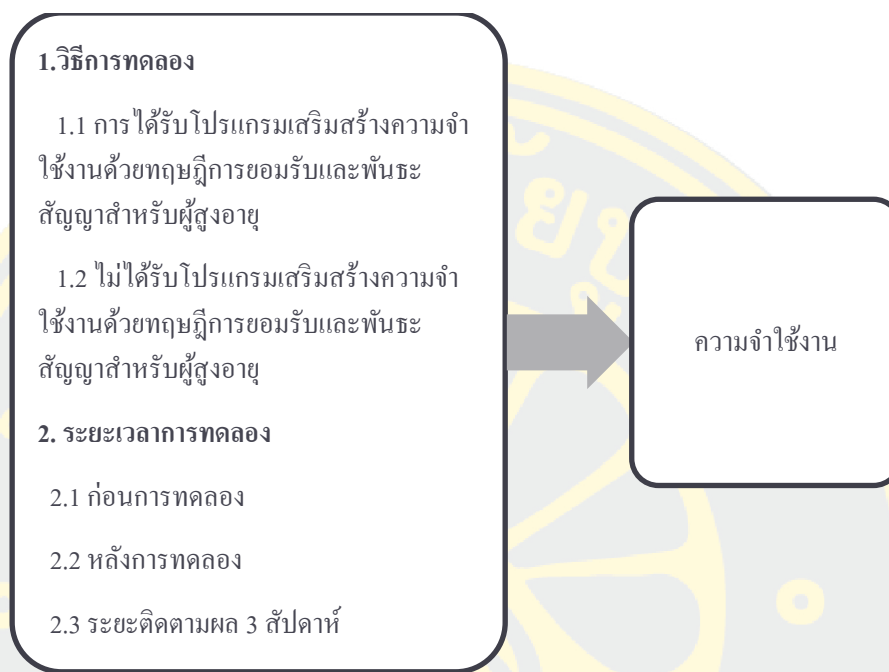 1.วิธีการทดลอง
1.1 การได้รับโปรแกรมเสริมสร้างความจำ
ใช้งานด้วยทฤษฎีการยอมรับและพันธะ
สัญญาสำหรับผู้สูงอายุ
1.2 ไม่ได้รับโปรแกรมเสริมสร้างความจำ
ใช้งานด้วยทฤษฎีการยอมรับและพันธะ
สัญญาสำหรับผู้สูงอายุ
2. ระยะเวลาการทดลอง
2.1 ก่อนการทดลอง
2.2 หลังการทดลอง
2.3 ระยะติดตามผล 3 สัปดาห์
ความจำใช้งาน